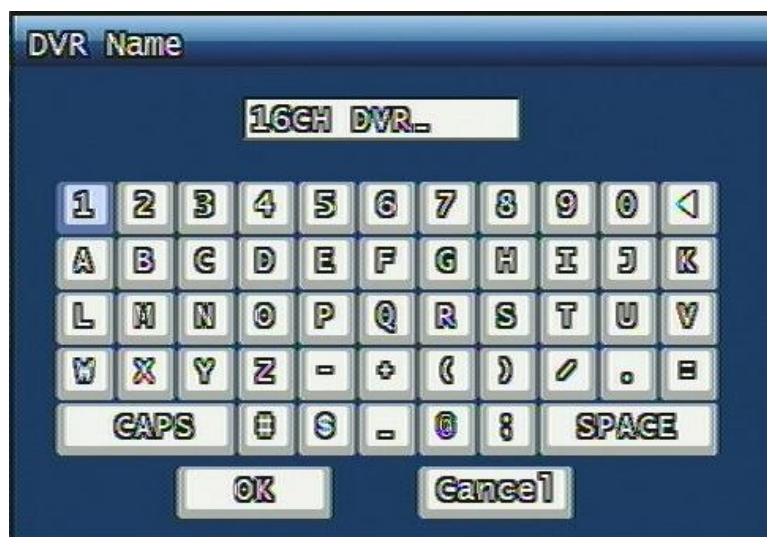 DVR Name
16CH DVR_
1 2 3 4 5 6 7 8 9 0 ◁
A B C D E F G H I J K
L M N O P Q R S T U V
W X Y Z - + ( ) / . =
CAPS # $ _ @ : SPACE
OK Cancel